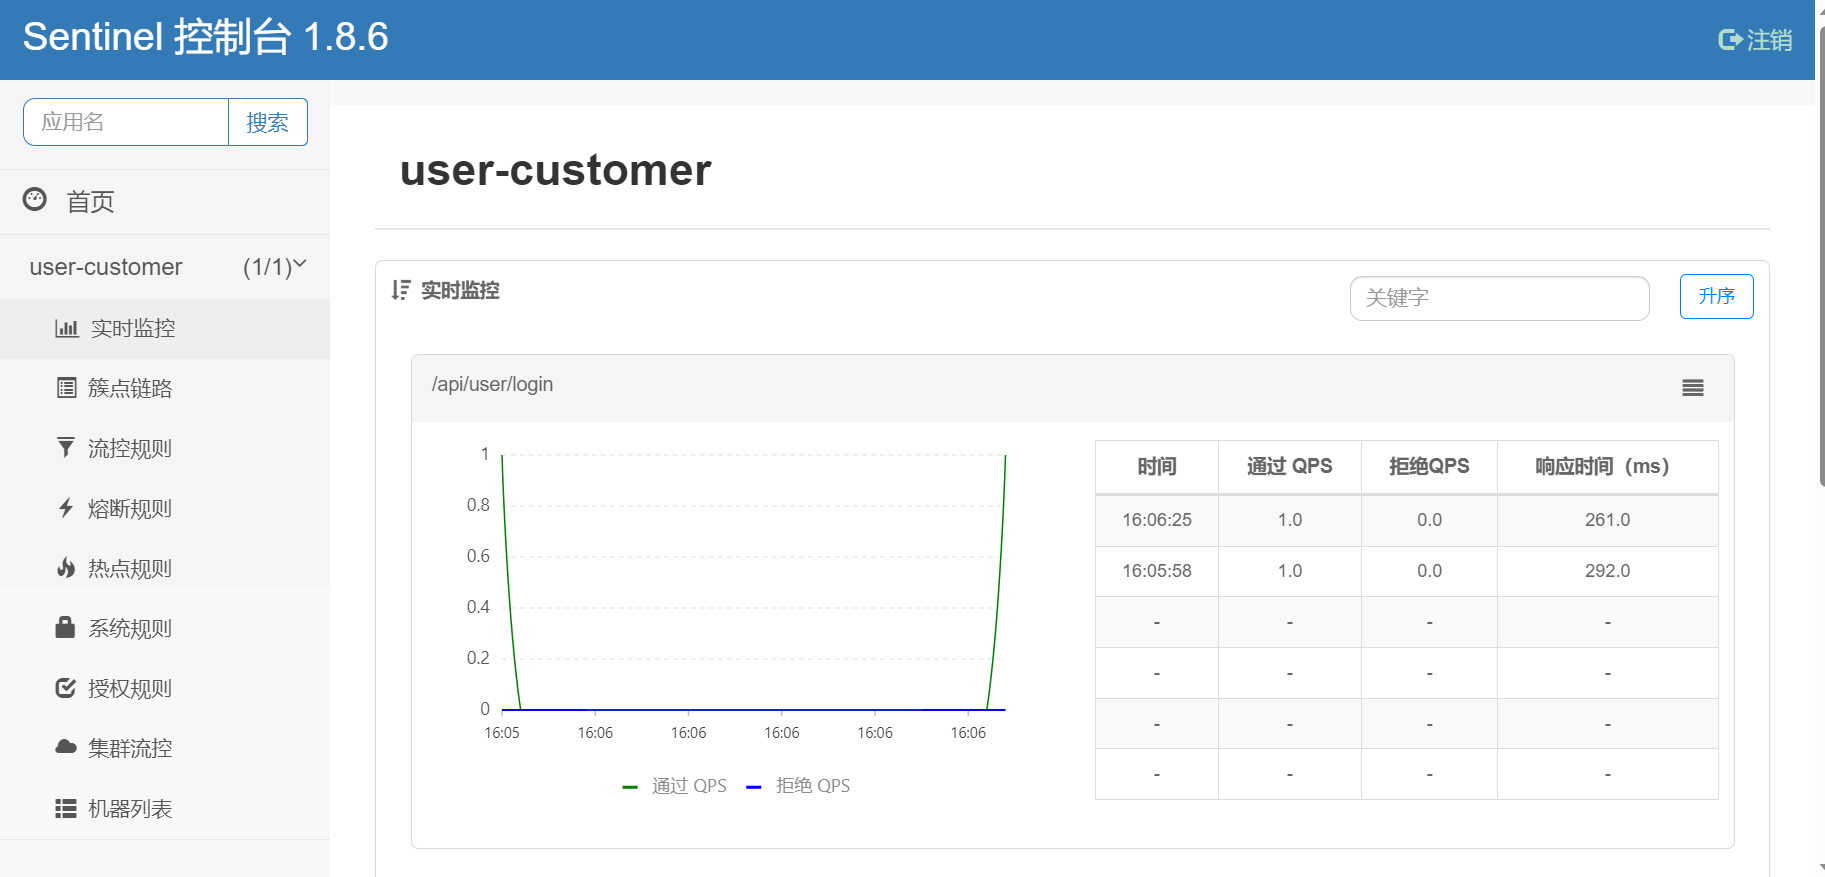 Sentinel 控制台 1.8.6
注销
应用名 搜索
首页
user-customer (1/1)
实时监控
簇点链路
流控规则
熔断规则
热点规则
系统规则
授权规则
集群流控
机器列表
user-customer
实时监控 关键字 升序
/api/user/login
1
0.8
0.6
0.4
0.2
0
16:05 16:06 16:06 16:06 16:06 16:06
通过 QPS 拒绝 QPS
时间 通过 QPS 拒绝QPS 响应时间（ms）
16:06:25 1.0 0.0 261.0
16:05:58 1.0 0.0 292.0
- - - -
- - - -
- - - -
- - - -